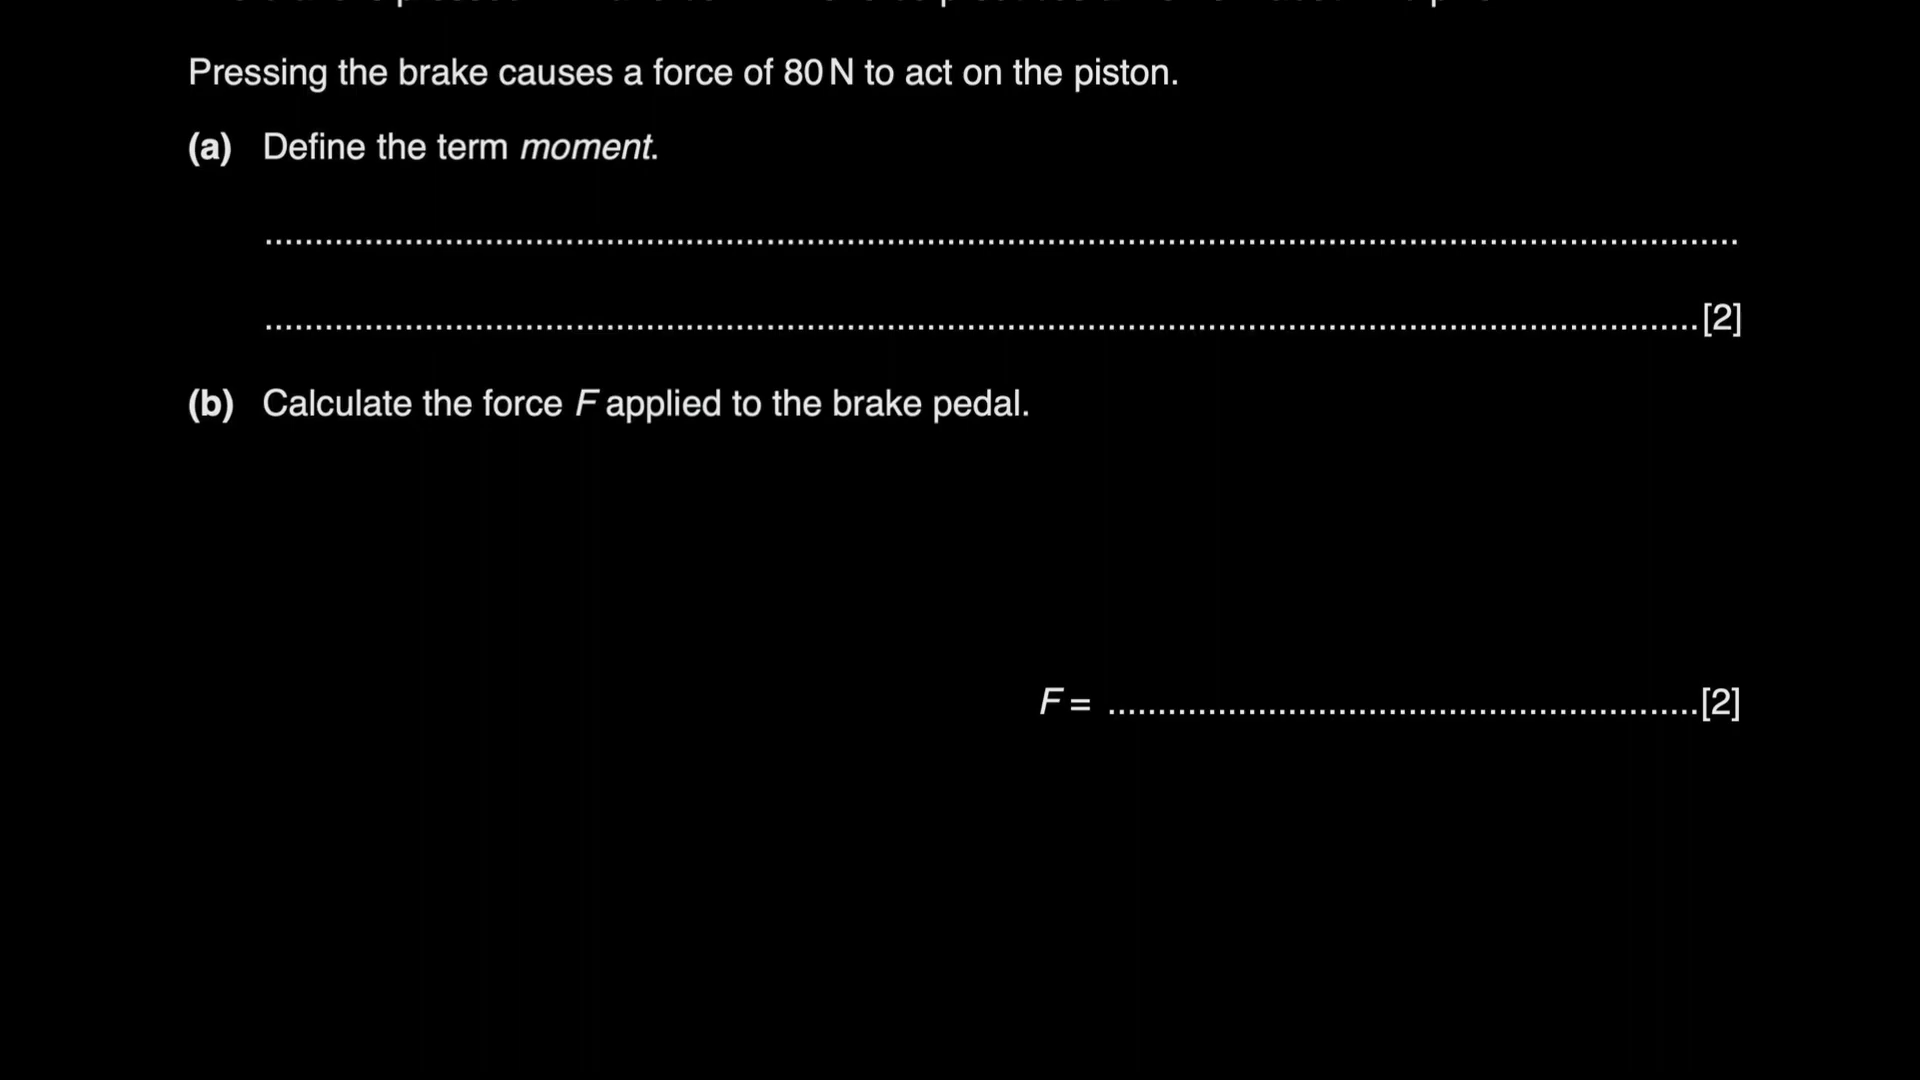 Pressing the brake causes a force of 80 N to act on the piston.
(a) Define the term moment.
................................................................................................................................................
............................................................................................................................................[2]
(b) Calculate the force F applied to the brake pedal.
F = ..........................................................[2]